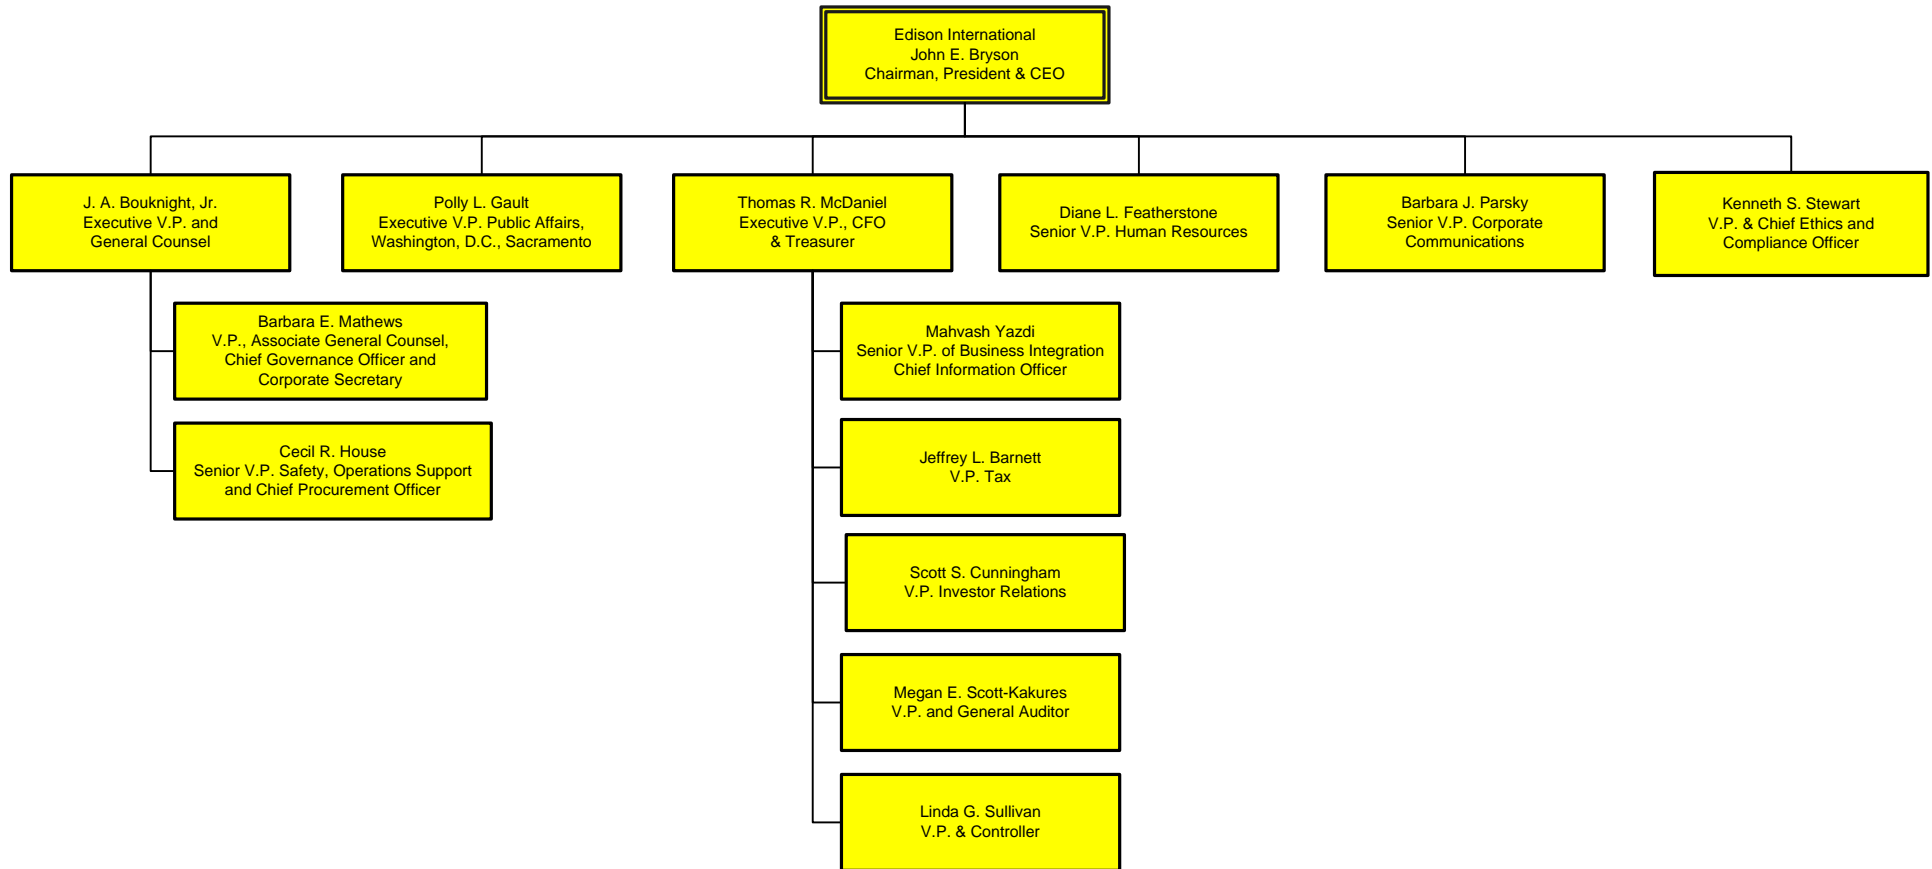 Edison International
John E. Bryson
Chairman, President & CEO
J. A. Bouknight, Jr.
Executive V.P. and
General Counsel
Polly L. Gault
Executive V.P. Public Affairs,
Washington, D.C., Sacramento
Thomas R. McDaniel
Executive V.P., CFO
& Treasurer
Diane L. Featherstone
Senior V.P. Human Resources
Barbara J. Parsky
Senior V.P. Corporate
Communications
Kenneth S. Stewart
V.P. & Chief Ethics and
Compliance Officer
Barbara E. Mathews
V.P., Associate General Counsel,
Chief Governance Officer and
Corporate Secretary
Cecil R. House
Senior V.P. Safety, Operations Support
and Chief Procurement Officer
Mahvash Yazdi
Senior V.P. of Business Integration
Chief Information Officer
Jeffrey L. Barnett
V.P. Tax
Scott S. Cunningham
V.P. Investor Relations
Megan E. Scott-Kakures
V.P. and General Auditor
Linda G. Sullivan
V.P. & Controller